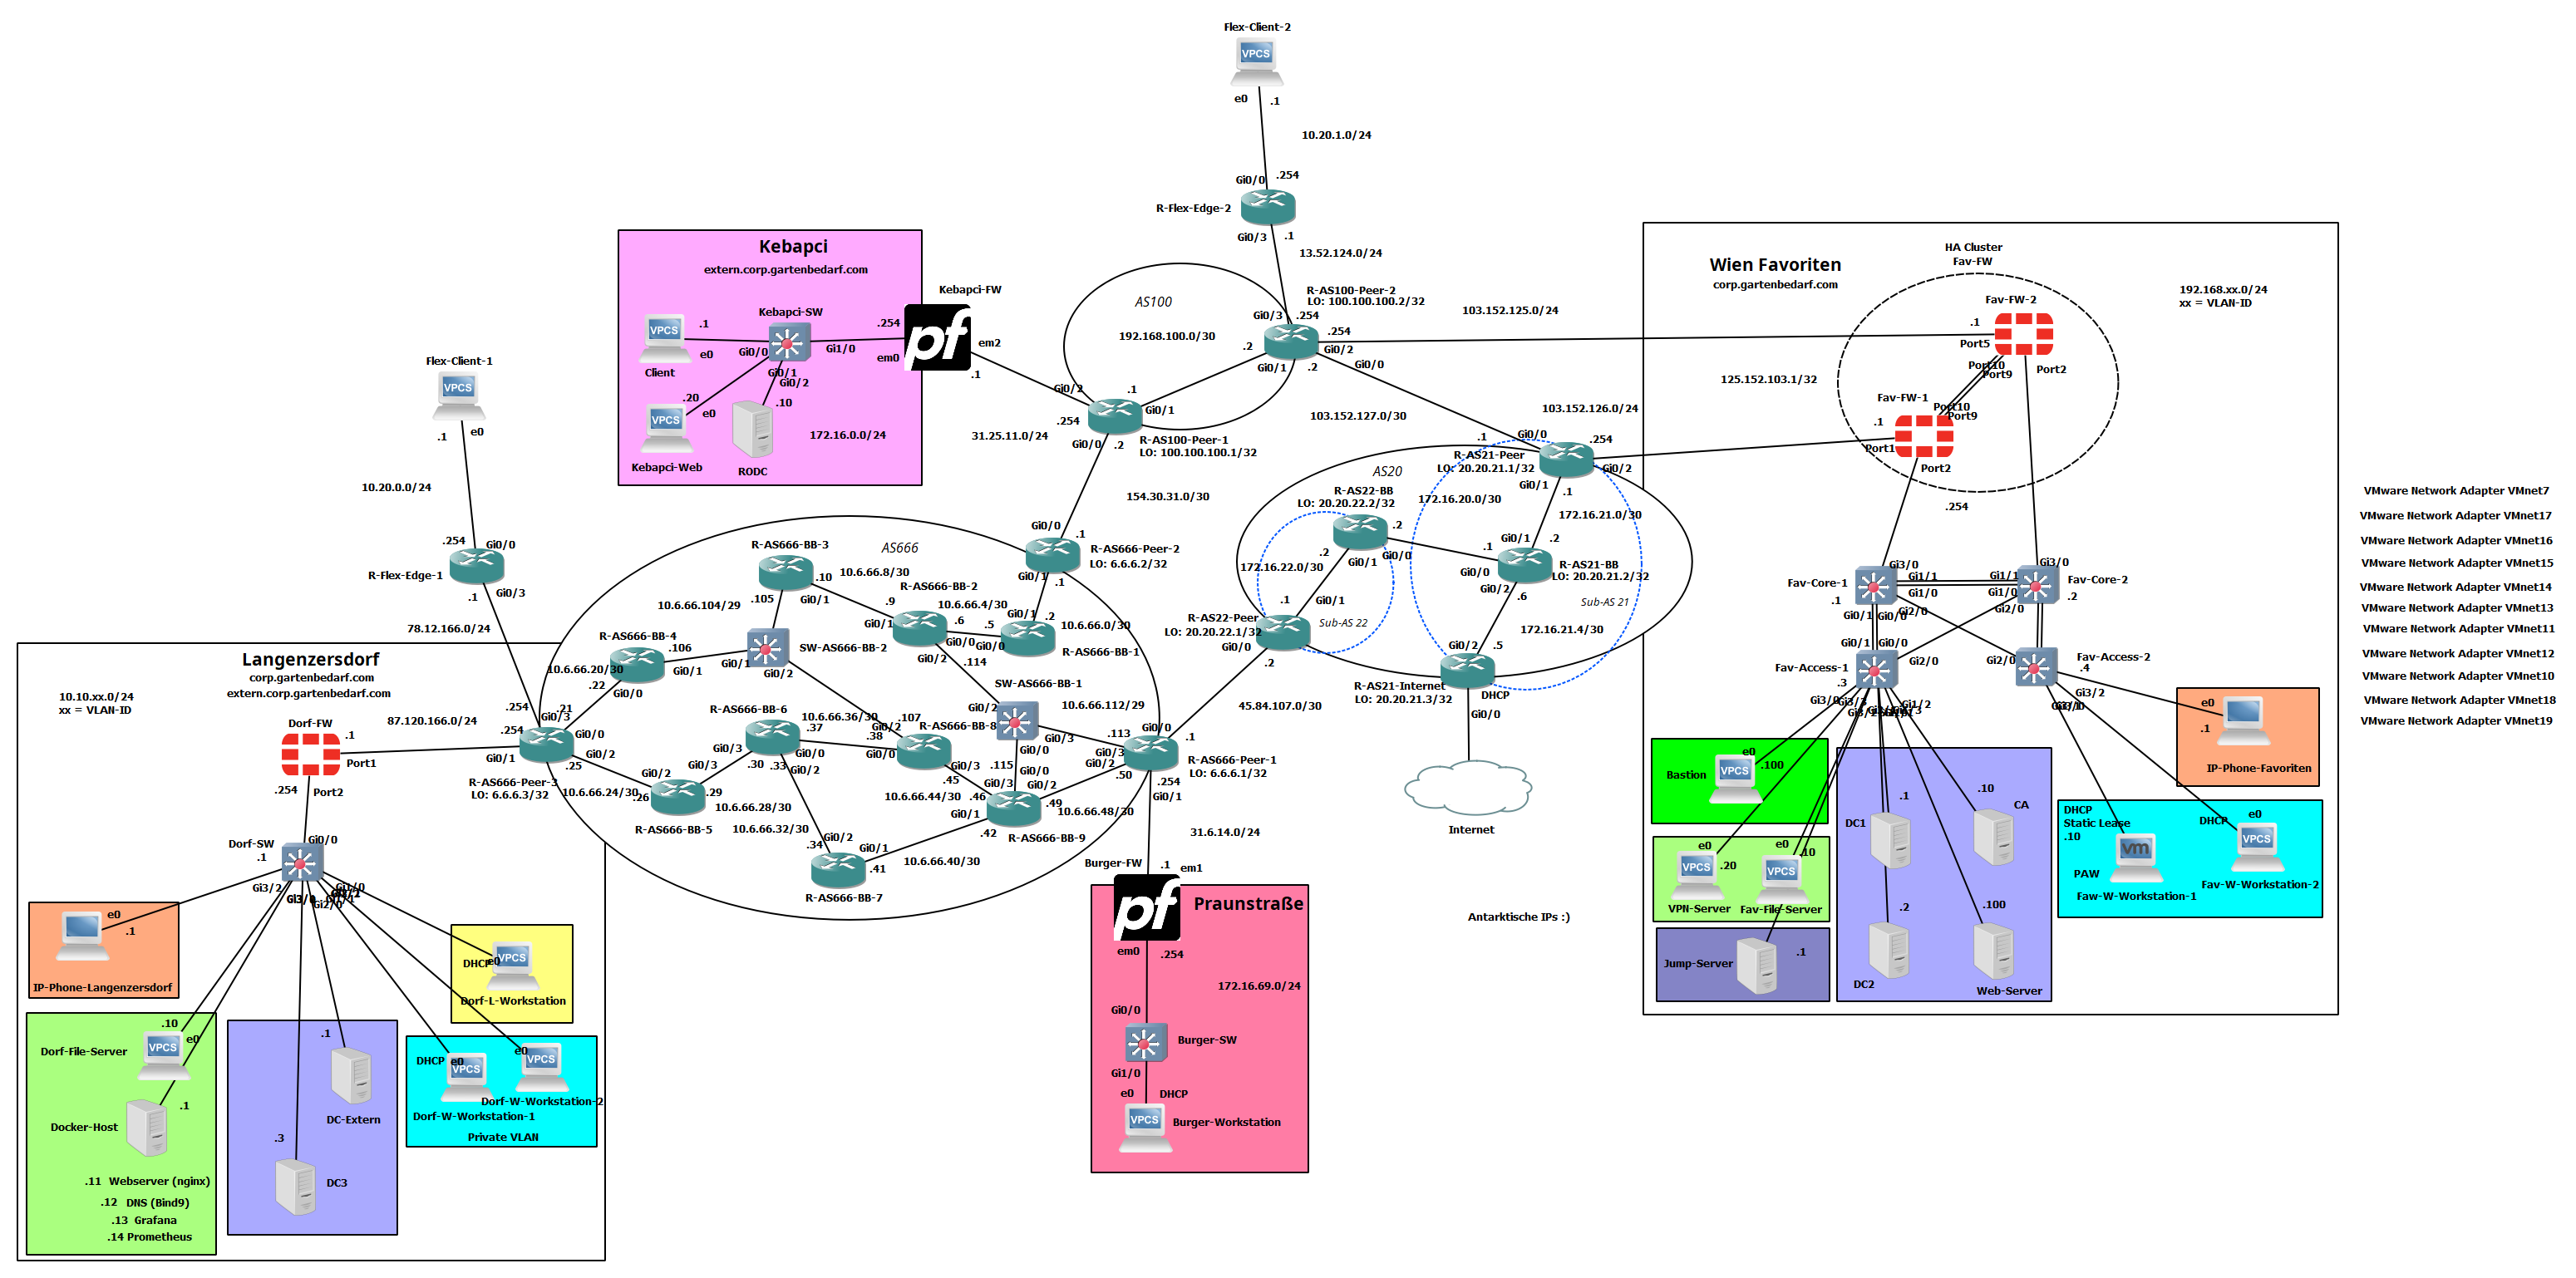 Flex-Client-2
VPCS
e0
.1
10.20.1.0/24
Gi0/0
.254
R-Flex-Edge-2
Gi0/3
.1
13.52.124.0/24
Kebapci
extern.corp.gartenbedarf.com
Kebapci-SW
VPCS
.1
e0
Gi0/0
Gi1/0
Gi0/1
Gi0/2
Client
.20
.10
VPCS
e0
172.16.0.0/24
Kebapci-Web
RODC
Kebapci-FW
.254
em0
pf
em2
.1
AS100
192.168.100.0/30
R-AS100-Peer-2
LO: 100.100.100.2/32
Gi0/3
.254
.254
Gi0/2
.2
Gi0/1
.2
Gi0/0
103.152.125.0/24
Gi0/2
.1
Gi0/1
.254
Gi0/0
.2
31.25.11.0/24
R-AS100-Peer-1
LO: 100.100.100.1/32
103.152.127.0/30
103.152.126.0/24
154.30.31.0/30
Wien Favoriten
corp.gartenbedarf.com
HA Cluster
Fav-FW
192.168.xx.0/24
xx = VLAN-ID
Fav-FW-2
.1
Port5
Port10
Port9
Port2
125.152.103.1/32
Fav-FW-1
Port10
Port9
.1
Port1
Port2
.254
Flex-Client-1
VPCS
.1
e0
10.20.0.0/24
.254
Gi0/0
R-Flex-Edge-1
.1
Gi0/3
78.12.166.0/24
AS20
R-AS22-BB
LO: 20.20.22.2/32
.2
Gi0/0
.2
Gi0/1
172.16.22.0/30
.1
Gi0/1
R-AS22-Peer
LO: 20.20.22.1/32
Gi0/0
.2
Sub-AS 22
.1
Gi0/0
.254
R-AS21-Peer
LO: 20.20.21.1/32
Gi0/2
Gi0/1
.1
172.16.20.0/30
172.16.21.0/30
Gi0/1
.2
.1
Gi0/0
R-AS21-BB
LO: 20.20.21.2/32
Gi0/2
.6
Sub-AS 21
172.16.21.4/30
Gi0/2
.5
R-AS21-Internet
LO: 20.20.21.3/32
DHCP
Gi0/0
Internet
45.84.107.0/30
AS666
Gi0/0
.1
R-AS666-Peer-2
LO: 6.6.6.2/32
Gi0/1
.1
R-AS666-BB-3
.10
10.6.66.8/30
.105
Gi0/1
10.6.66.104/29
R-AS666-BB-2
.9
Gi0/1
.6
10.6.66.4/30
.5
Gi0/1
.2
10.6.66.0/30
Gi0/0
Gi0/0
Gi0/2
.114
R-AS666-BB-1
R-AS666-BB-4
.106
Gi0/1
10.6.66.20/30
.22
Gi0/0
SW-AS666-BB-2
Gi0/1
Gi0/2
SW-AS666-BB-1
Gi0/2
10.6.66.112/29
Gi0/3
Gi0/0
.113
Gi0/0
.1
Gi0/3
Gi0/2
.50
R-AS666-Peer-1
LO: 6.6.6.1/32
.254
Gi0/1
R-AS666-BB-6
10.6.66.36/30
.37
Gi0/0
Gi0/3
.30
.33
Gi0/2
.107
Gi0/2
R-AS666-BB-8
.38
Gi0/0
Gi0/3
.45
.115
Gi0/0
Gi0/3
Gi0/2
10.6.66.44/30
.46
.49
10.6.66.48/30
Gi0/1
.42
R-AS666-BB-9
.254
.21
Gi0/3
.254
Gi0/0
Gi0/1
Gi0/2
.25
R-AS666-Peer-3
LO: 6.6.6.3/32
10.6.66.24/30
Gi0/2
Gi0/3
.26
.29
10.6.66.28/30
R-AS666-BB-5
10.6.66.32/30
Gi0/2
.34
Gi0/1
.41
10.6.66.40/30
R-AS666-BB-7
87.120.166.0/24
31.6.14.0/24
Langenzersdorf
corp.gartenbedarf.com
extern.corp.gartenbedarf.com
10.10.xx.0/24
xx = VLAN-ID
Dorf-FW
.1
Port1
.254
Port2
Dorf-SW
Gi0/0
.1
Gi3/2
Gi2/0
Gi1/0
e0
.1
IP-Phone-Langenzersdorf
.10
Dorf-File-Server
VPCS
e0
Docker-Host
.1
.11 Webserver (nginx)
.12 DNS (Bind9)
.13 Grafana
.14 Prometheus
.1
DC-Extern
.3
DC3
DHCP
e0
VPCS
Dorf-L-Workstation
DHCP
e0
VPCS
e0
VPCS
Dorf-W-Workstation-2
Dorf-W-Workstation-1
Private VLAN
Burger-FW
.1
em1
pf
Praunstraße
em0
.254
172.16.69.0/24
Gi0/0
Burger-SW
Gi1/0
e0
DHCP
VPCS
Burger-Workstation
Antarktische IPs :)
Fav-Core-1
Gi3/0
Gi1/1
Gi1/0
.1
Gi0/1
Gi0/0
Gi2/0
Gi3/0
Gi1/1
Gi1/0
Gi2/0
Fav-Core-2
.2
Gi0/1
Gi0/0
Fav-Access-1
.3
Gi2/0
Gi3/0
Gi3/3
Gi1/2
Gi2/0
Fav-Access-2
.4
Gi3/2
e0
.1
IP-Phone-Favoriten
Bastion
e0
VPCS
.100
e0
VPCS
.20
VPN-Server
e0
VPCS
.10
Fav-File-Server
Jump-Server
.1
.1
DC1
.10
CA
.2
DC2
.100
Web-Server
DHCP
Static Lease
.10
vm
PAW
Faw-W-Workstation-1
DHCP
e0
VPCS
Fav-W-Workstation-2
VMware Network Adapter VMnet7
VMware Network Adapter VMnet17
VMware Network Adapter VMnet16
VMware Network Adapter VMnet15
VMware Network Adapter VMnet14
VMware Network Adapter VMnet13
VMware Network Adapter VMnet11
VMware Network Adapter VMnet12
VMware Network Adapter VMnet10
VMware Network Adapter VMnet18
VMware Network Adapter VMnet19